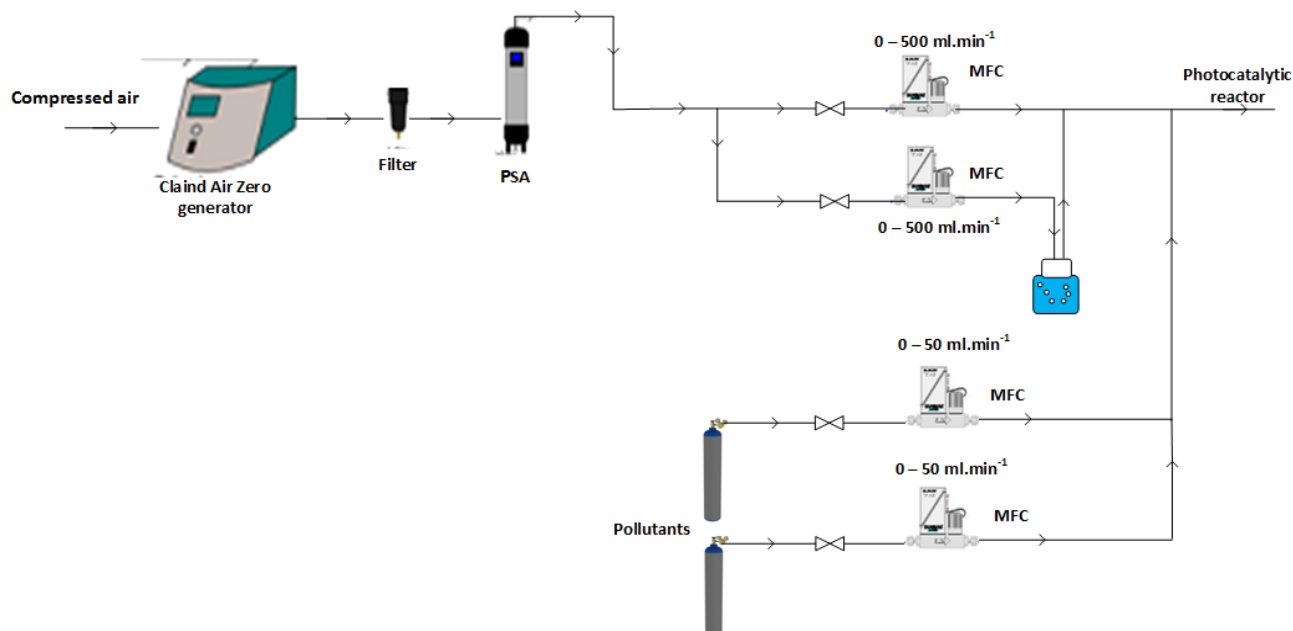 0 – 500 ml.min⁻¹
MFC
Photocatalytic
reactor
Compressed air
Filter
PSA
Claind Air Zero
generator
MFC
0 – 500 ml.min⁻¹
0 – 50 ml.min⁻¹
MFC
0 – 50 ml.min⁻¹
MFC
Pollutants